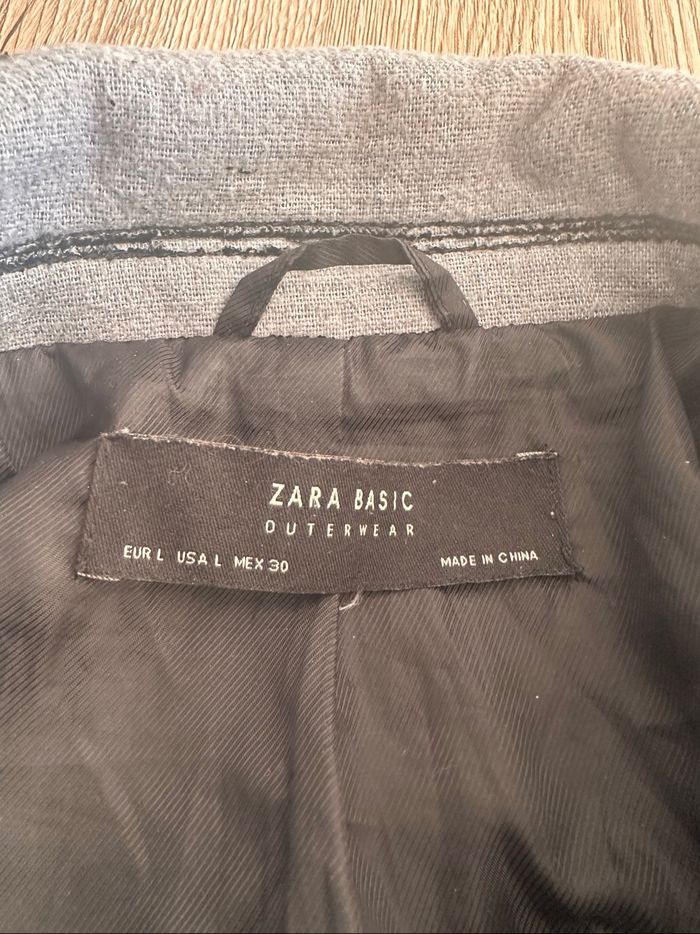 ZARA BASIC
OUTERWEAR
EUR L USA L MEX 30 MADE IN CHINA